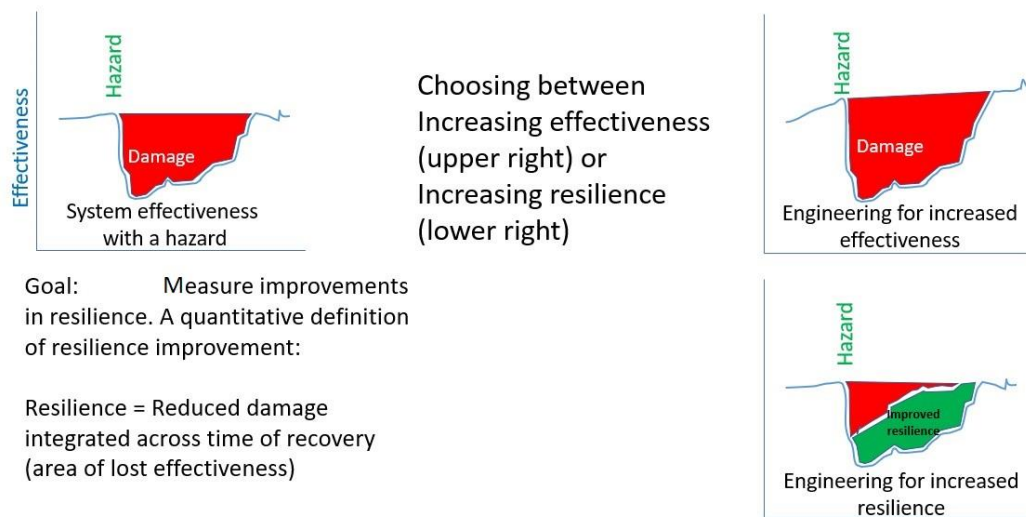 Effectiveness
Hazard
Damage
System effectiveness
with a hazard
Choosing between
Increasing effectiveness
(upper right) or
Increasing resilience
(lower right)
Hazard
Damage
Engineering for increased
effectiveness
Goal: Measure improvements
in resilience. A quantitative definition
of resilience improvement:
Resilience = Reduced damage
integrated across time of recovery
(area of lost effectiveness)
Hazard
Improved
resilience
Engineering for increased
resilience